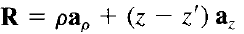 R = ρa_ρ + (z − z′) a_z